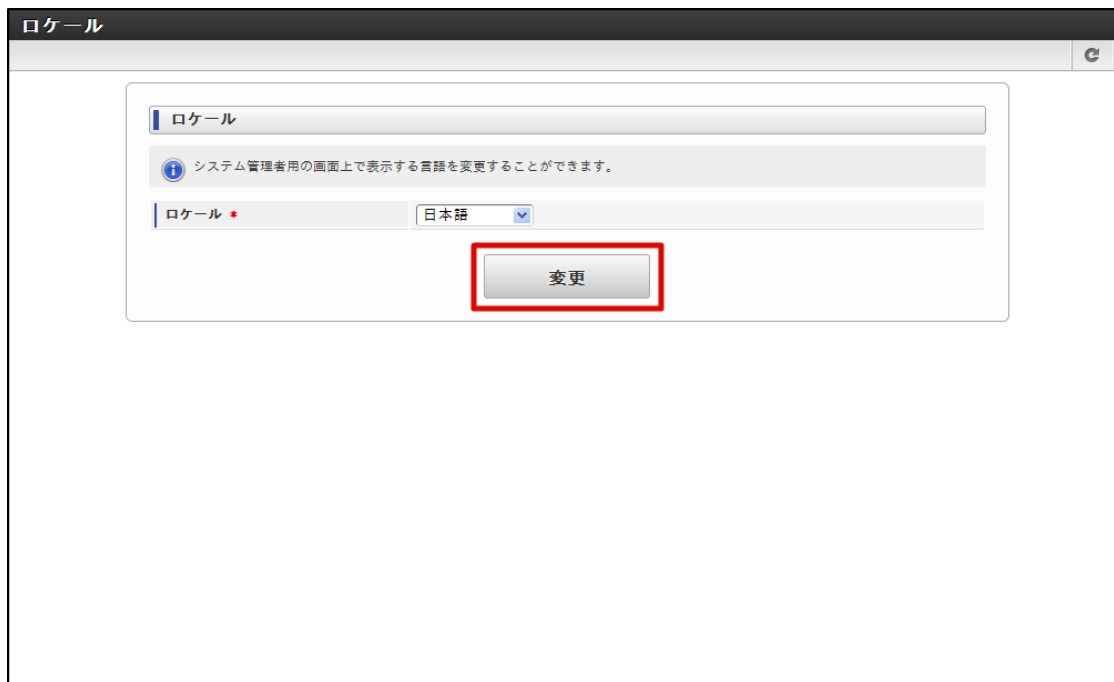 ロケール
ロケール
システム管理者用の画面上で表示する言語を変更することができます。
ロケール *
日本語
変更